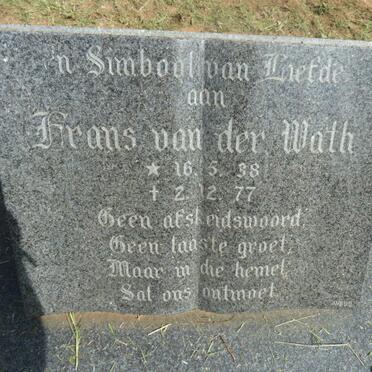 'n Simbool van Liefde
aan
Frans van der Wath
★ 16. 5. 38
† 2. 12. 77
Geen afskeidswoord,
Geen laaste groet,
Maar in die hemel
Sal ons ontmoet